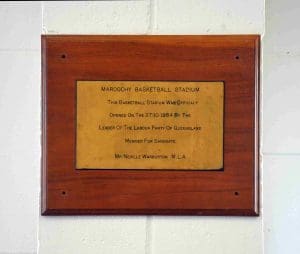 MAROOCHY BASKETBALL STADIUM
THIS BASKETBALL STADIUM WAS OFFICIALLY
OPENED ON THE 27.10.1984 BY THE
LEADER OF THE LABOUR PARTY OF QUEENSLAND
MEMBER FOR SANDGATE
MR NEVILLE WARBURTON M.L.A.